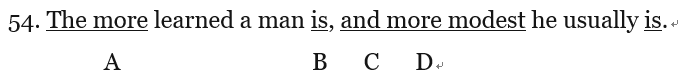 54. The more learned a man is, and more modest he usually is.
A B C D